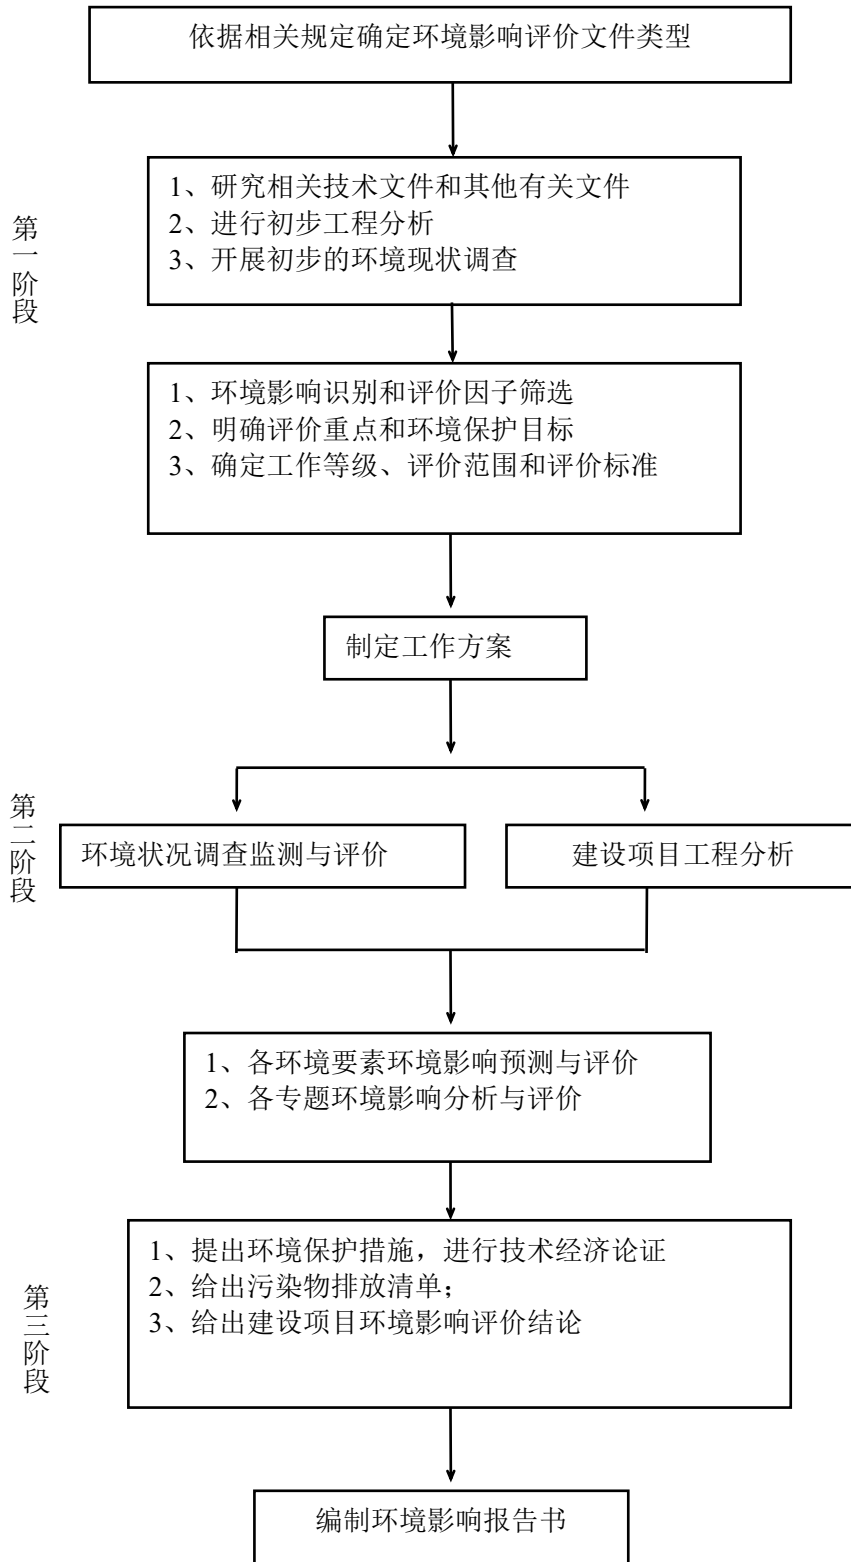 依据相关规定确定环境影响评价文件类型
第一阶段
1、研究相关技术文件和其他有关文件
2、进行初步工程分析
3、开展初步的环境现状调查
1、环境影响识别和评价因子筛选
2、明确评价重点和环境保护目标
3、确定工作等级、评价范围和评价标准
制定工作方案
第二阶段
环境状况调查监测与评价
建设项目工程分析
1、各环境要素环境影响预测与评价
2、各专题环境影响分析与评价
第三阶段
1、提出环境保护措施，进行技术经济论证
2、给出污染物排放清单；
3、给出建设项目环境影响评价结论
编制环境影响报告书